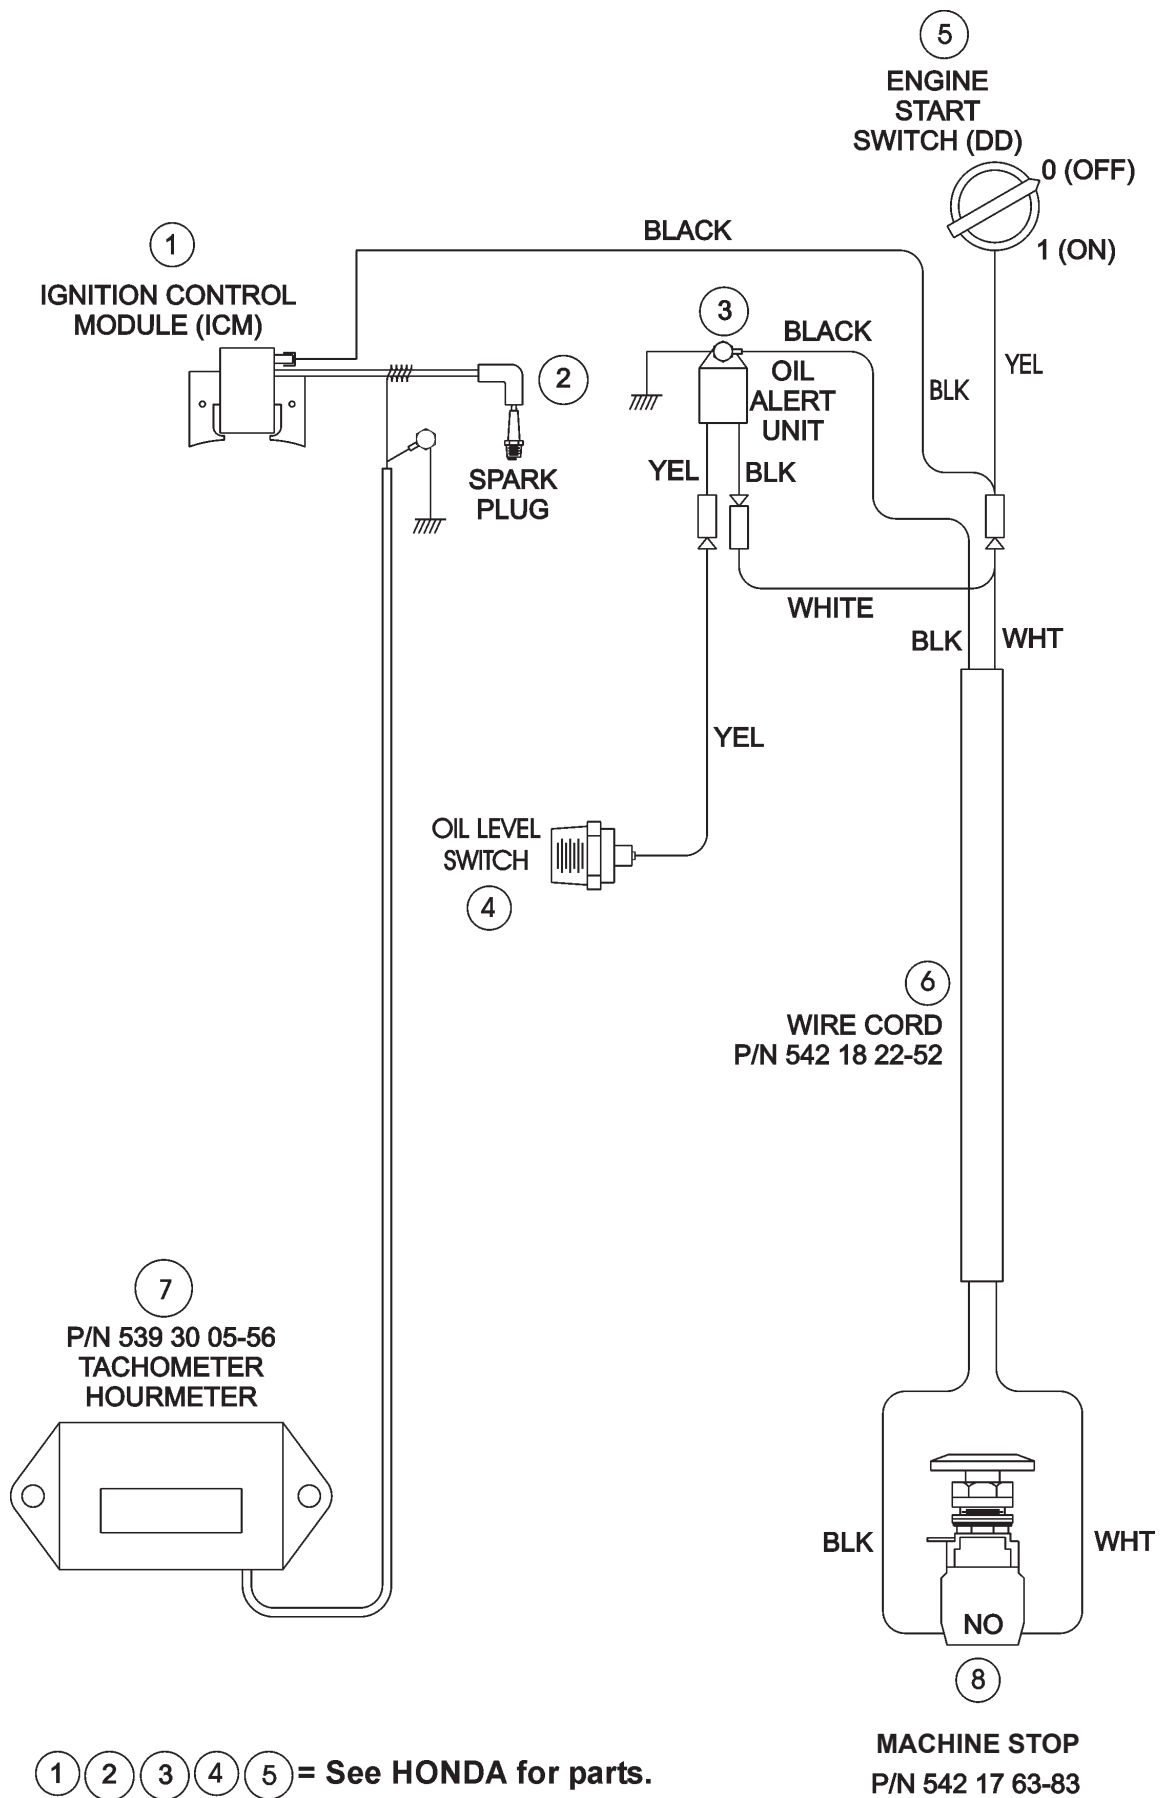 5
ENGINE
START
SWITCH (DD)
0 (OFF)
1 (ON)
BLACK
1
IGNITION CONTROL
MODULE (ICM)
3
BLACK
OIL
ALERT
UNIT
2
SPARK
PLUG
YEL
BLK
BLK
YEL
WHITE
BLK
WHT
YEL
OIL LEVEL
SWITCH
4
6
WIRE CORD
P/N 542 18 22-52
7
P/N 539 30 05-56
TACHOMETER
HOURMETER
BLK
WHT
NO
8
MACHINE STOP
P/N 542 17 63-83
1 2 3 4 5 = See HONDA for parts.